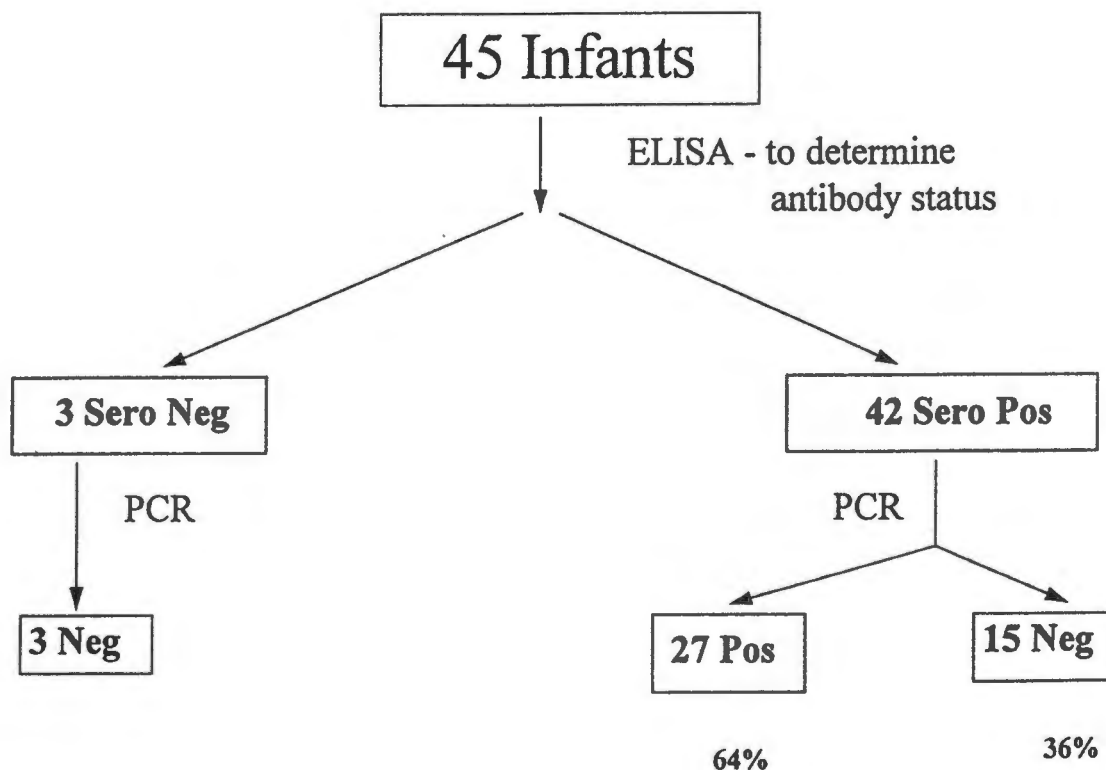 45 Infants
ELISA - to determine
antibody status
3 Sero Neg
42 Sero Pos
PCR
PCR
3 Neg
27 Pos
15 Neg
64%
36%